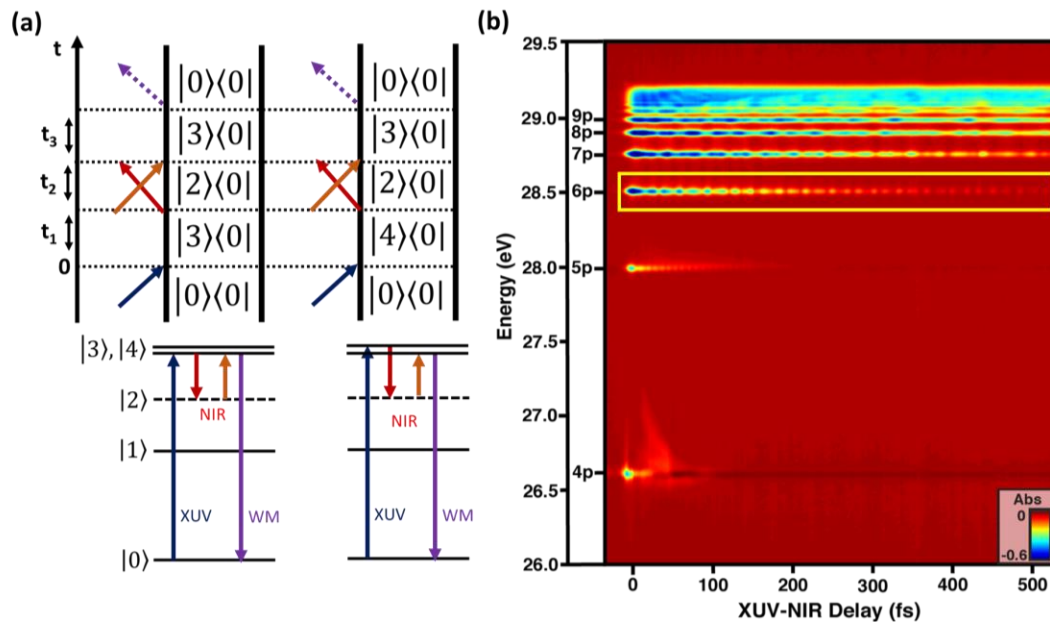 (a)
t
|0⟩⟨0| |0⟩⟨0|
t₃ |3⟩⟨0| |3⟩⟨0|
t₂ |2⟩⟨0| |2⟩⟨0|
t₁ |3⟩⟨0| |4⟩⟨0|
0
|0⟩⟨0| |0⟩⟨0|
|3⟩, |4⟩
|2⟩
NIR NIR
|1⟩
XUV WM XUV WM
|0⟩
(b)
29.5
29.0
28.5
28.0
27.5
27.0
26.5
26.0
9p
8p
7p
6p
5p
4p
Energy (eV)
Abs
0
-0.6
0 100 200 300 400 500
XUV-NIR Delay (fs)